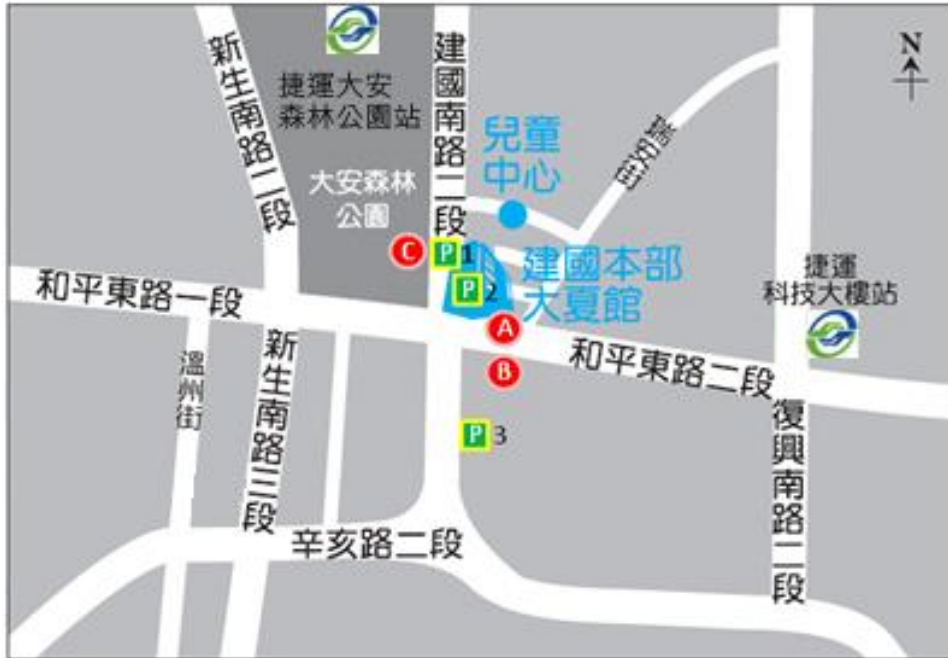 新生南路二段
捷運大安
森林公園站
建國南路二段
N
兒童
中心
瑞安街
大安森林
公園
C
P 1
P 2
建國本部
大夏館
捷運
科技大樓站
和平東路一段
A
B
和平東路二段
溫州街
新生南路三段
P 3
復興南路二段
辛亥路二段